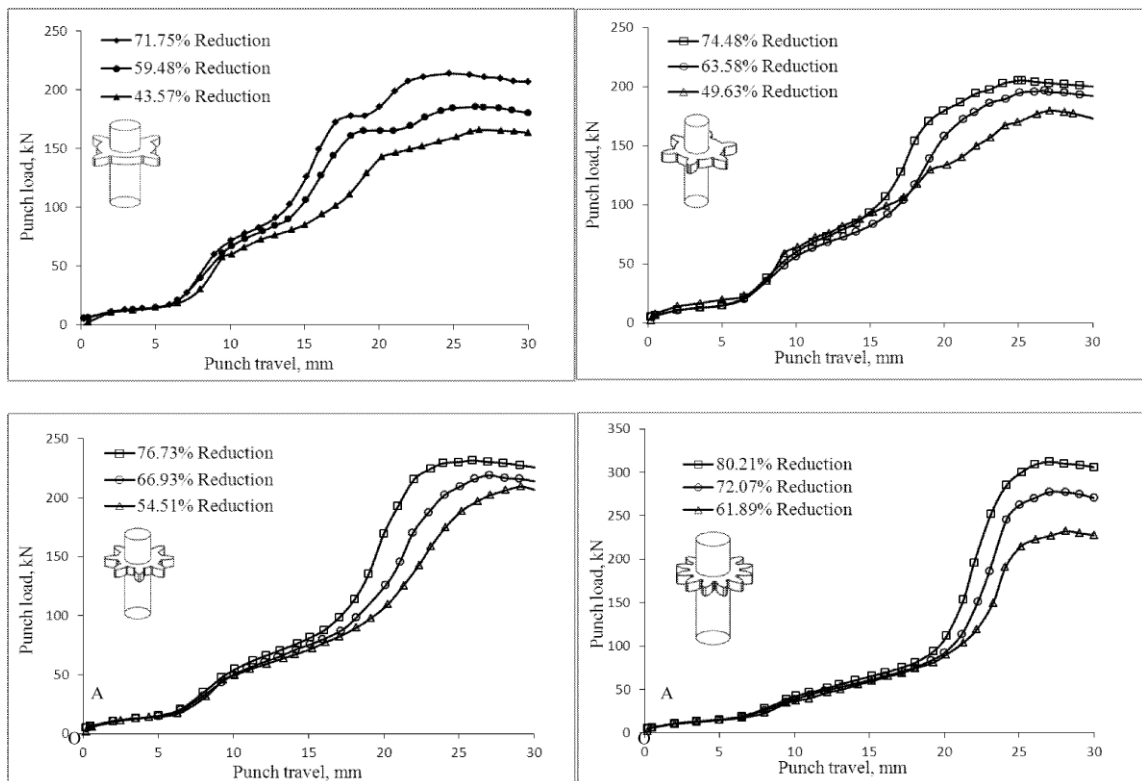 250
200
150
100
50
0
Punch load, kN
71.75% Reduction
59.48% Reduction
43.57% Reduction
0 5 10 15 20 25 30
Punch travel, mm
250
200
150
100
50
0
Punch load, kN
74.48% Reduction
63.58% Reduction
49.63% Reduction
0 5 10 15 20 25 30
Punch travel, mm
250
200
150
100
50
0
Punch load, kN
76.73% Reduction
66.93% Reduction
54.51% Reduction
A
O
0 5 10 15 20 25 30
Punch travel, mm
350
300
250
200
150
100
50
0
Punch load, kN
80.21% Reduction
72.07% Reduction
61.89% Reduction
A
O
0 5 10 15 20 25 30
Punch travel, mm